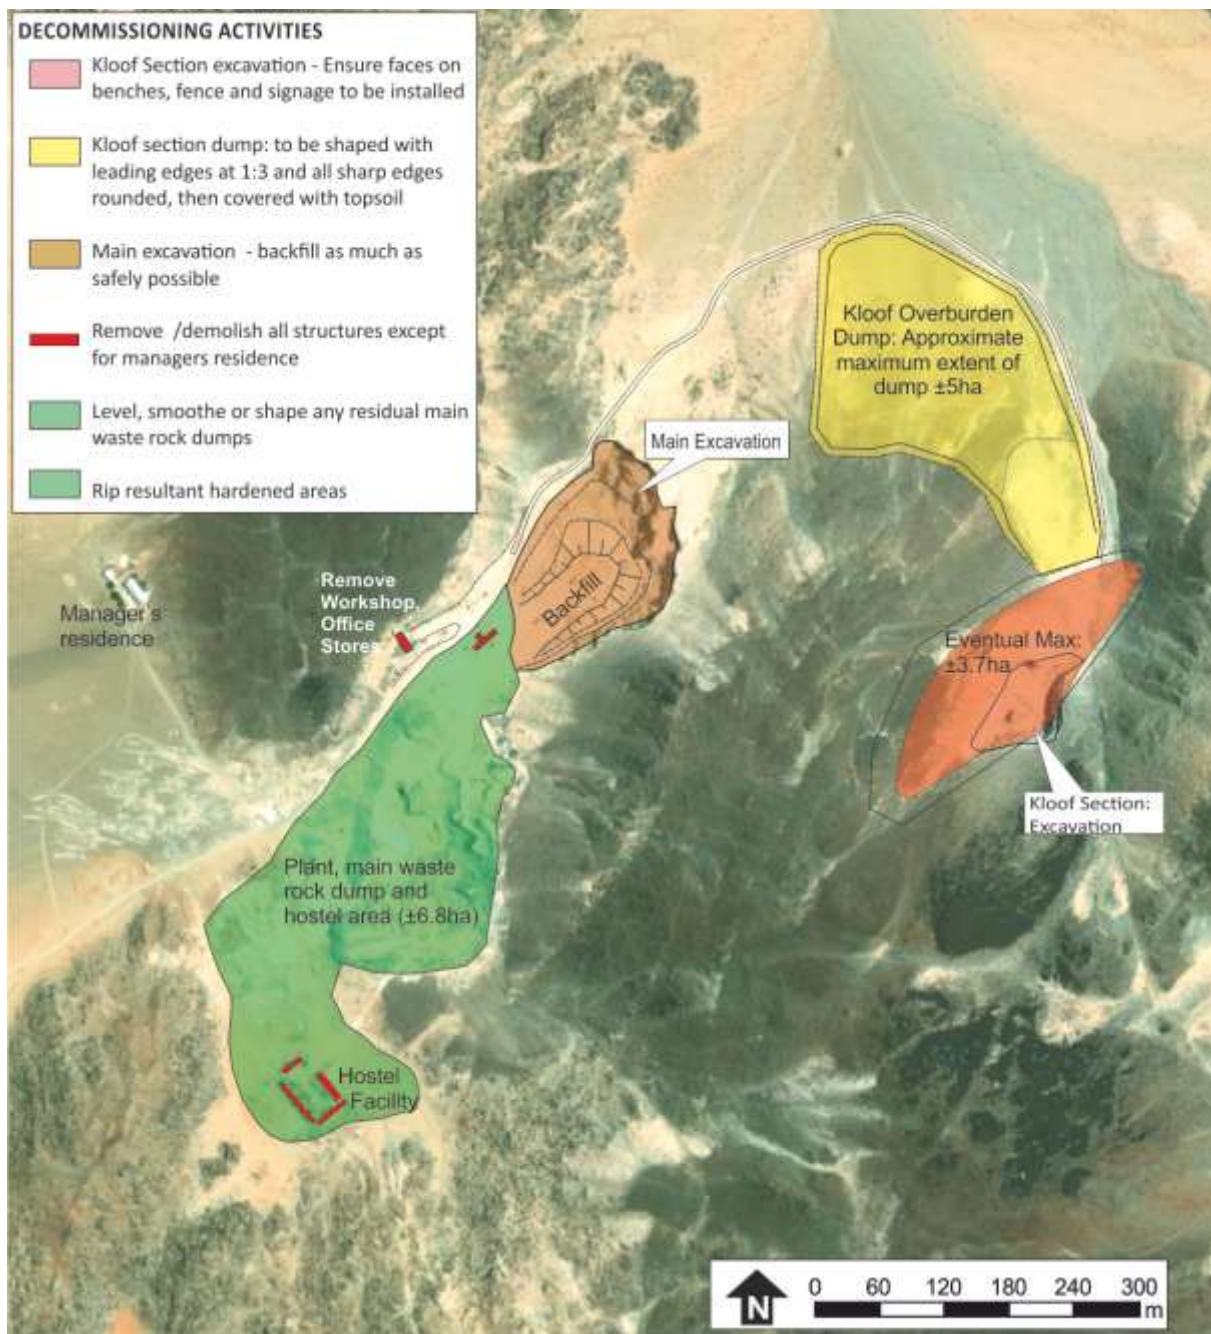 DECOMMISSIONING ACTIVITIES
Kloof Section excavation - Ensure faces on
benches, fence and signage to be installed
Kloof section dump: to be shaped with
leading edges at 1:3 and all sharp edges
rounded, then covered with topsoil
Main excavation - backfill as much as
safely possible
Remove /demolish all structures except
for managers residence
Level, smoothe or shape any residual main
waste rock dumps
Rip resultant hardened areas
Kloof Overburden
Dump: Approximate
maximum extent of
dump ±5ha
Main Excavation
Backfill
Remove
Workshop,
Office
Stores
Manager's
residence
Eventual Max:
±3.7ha
Kloof Section:
Excavation
Plant, main waste
rock dump and
hostel area (±6.8ha)
Hostel
Facility
N
0 60 120 180 240 300
m